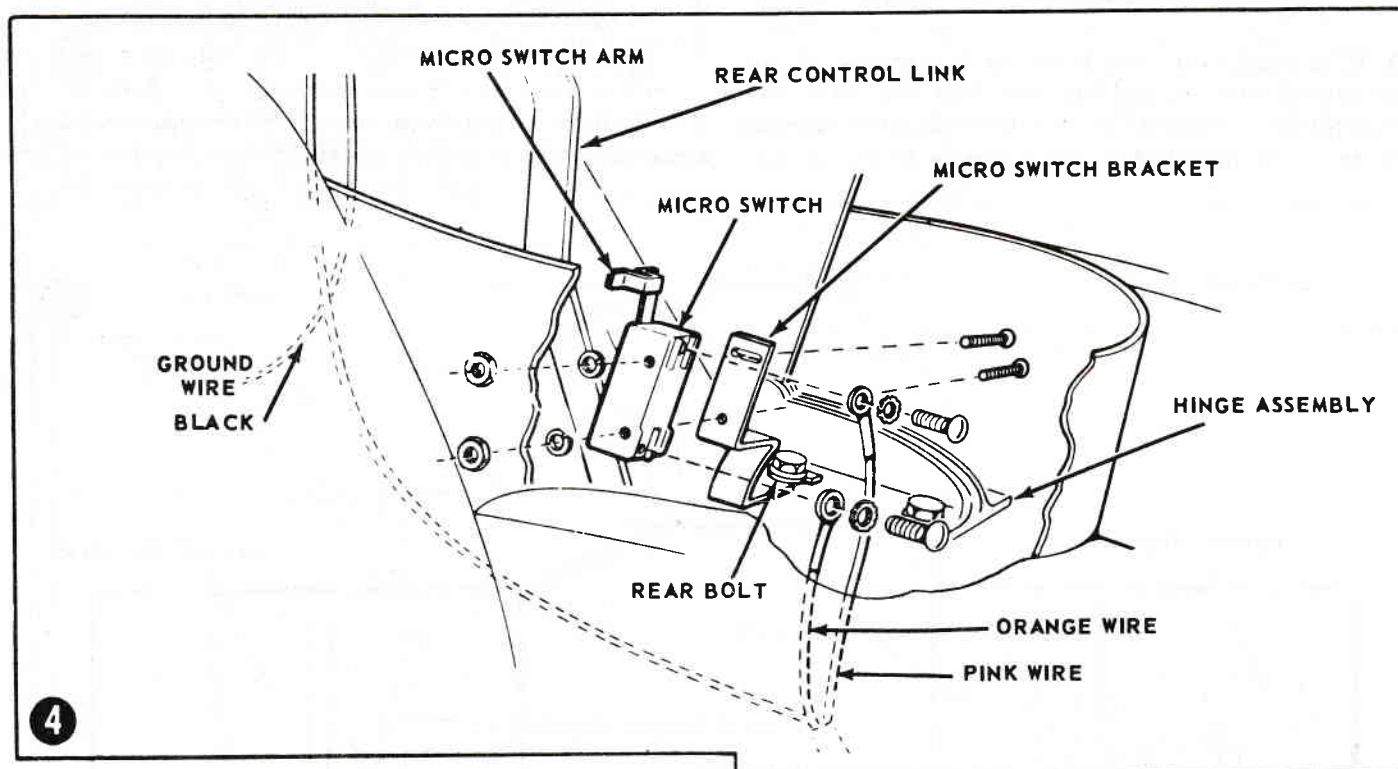 MICRO SWITCH ARM
REAR CONTROL LINK
MICRO SWITCH BRACKET
MICRO SWITCH
GROUND
WIRE
BLACK
HINGE ASSEMBLY
REAR BOLT
ORANGE WIRE
PINK WIRE
4